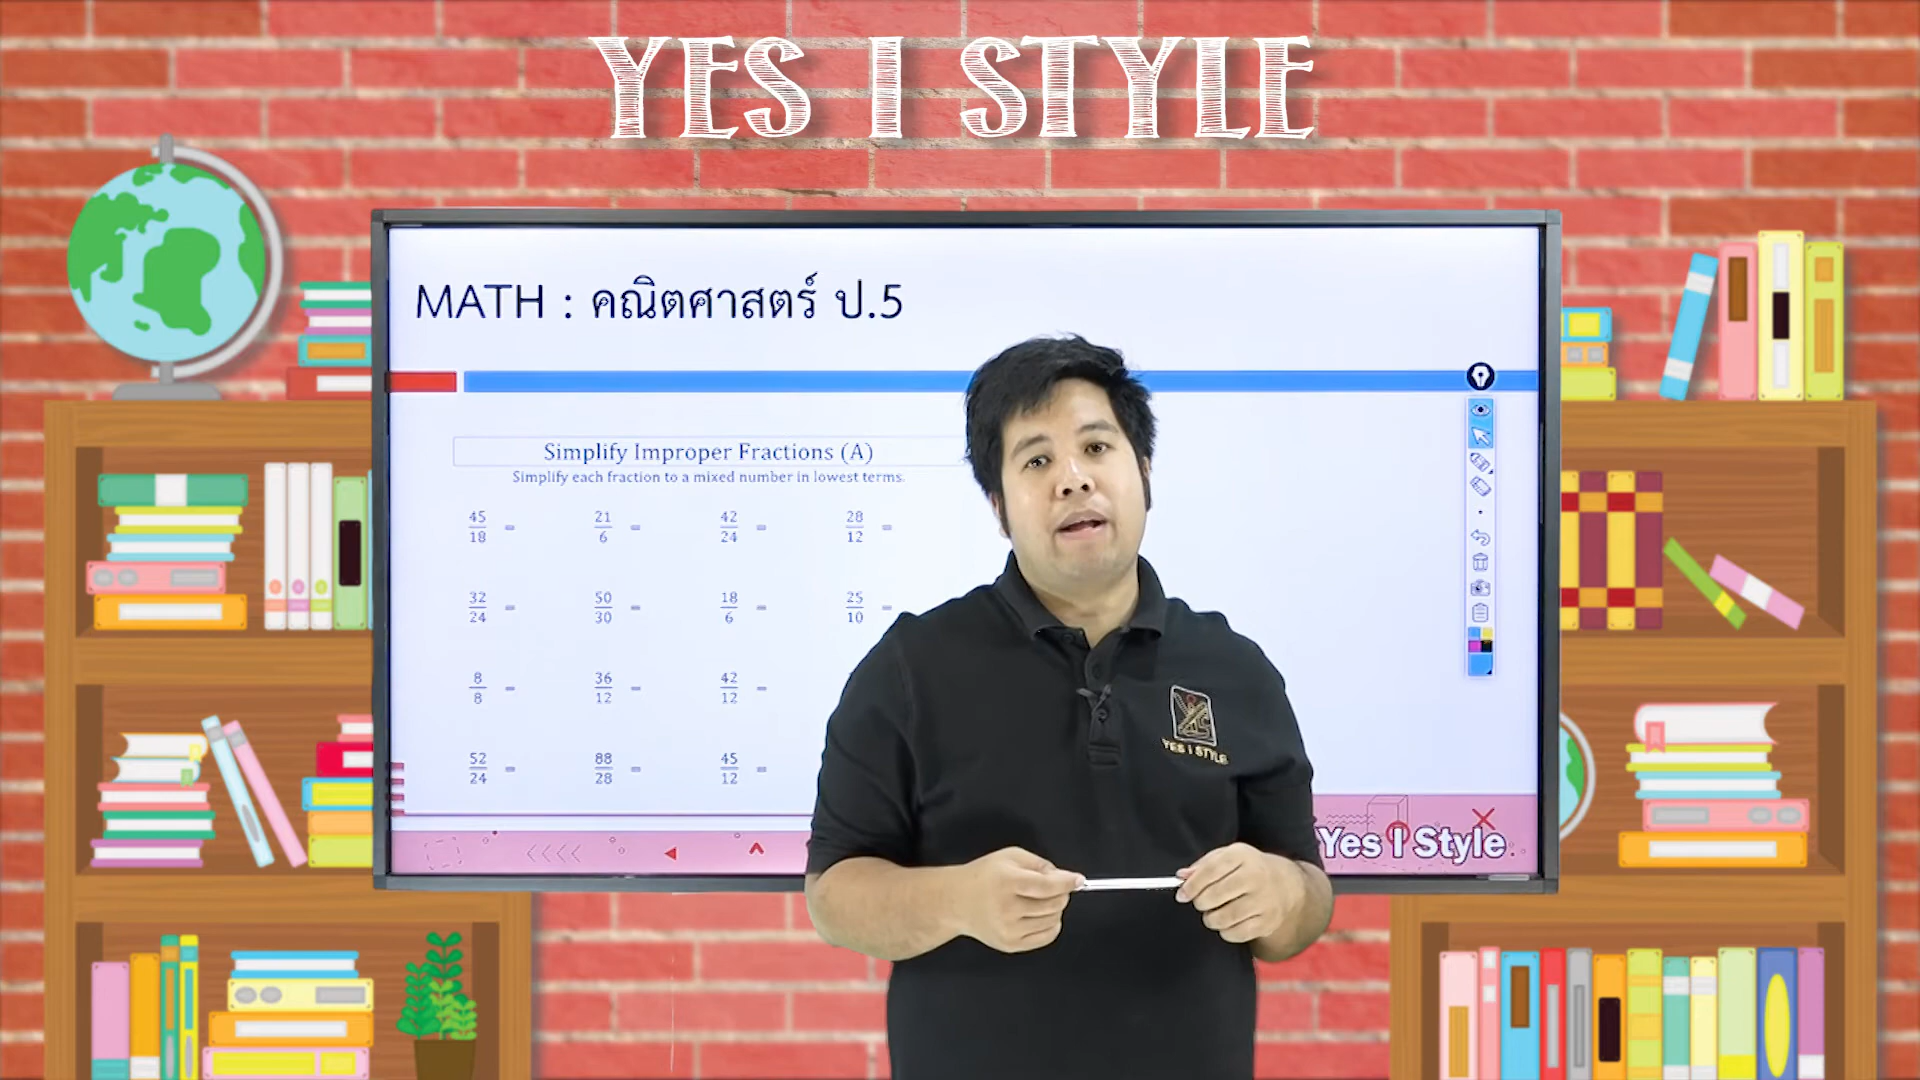 YES I STYLE
MATH : คณิตศาสตร์ ป.5
Simplify Improper Fractions (A)
Simplify each fraction to a mixed number in lowest terms.
45/18 = 21/6 = 42/24 = 28/12 =
32/24 = 50/30 = 18/6 = 25/10 =
8/8 = 36/12 = 42/12 =
52/24 = 88/28 = 45/12 =
YES I STYLE
Yes I Style